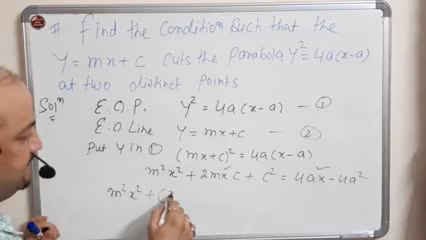 # Find the Condition such that the
Y = mx + c cuts the Parabola Y² = 4a(x-a)
at two distinct points
Solⁿ E.O.P. Y² = 4a(x-a) — ①
E.O.Line Y = mx + c — ②
Put Y in ① (mx+c)² = 4a(x-a)
m²x² + 2mxc + c² = 4ax - 4a²
m²x² + (2